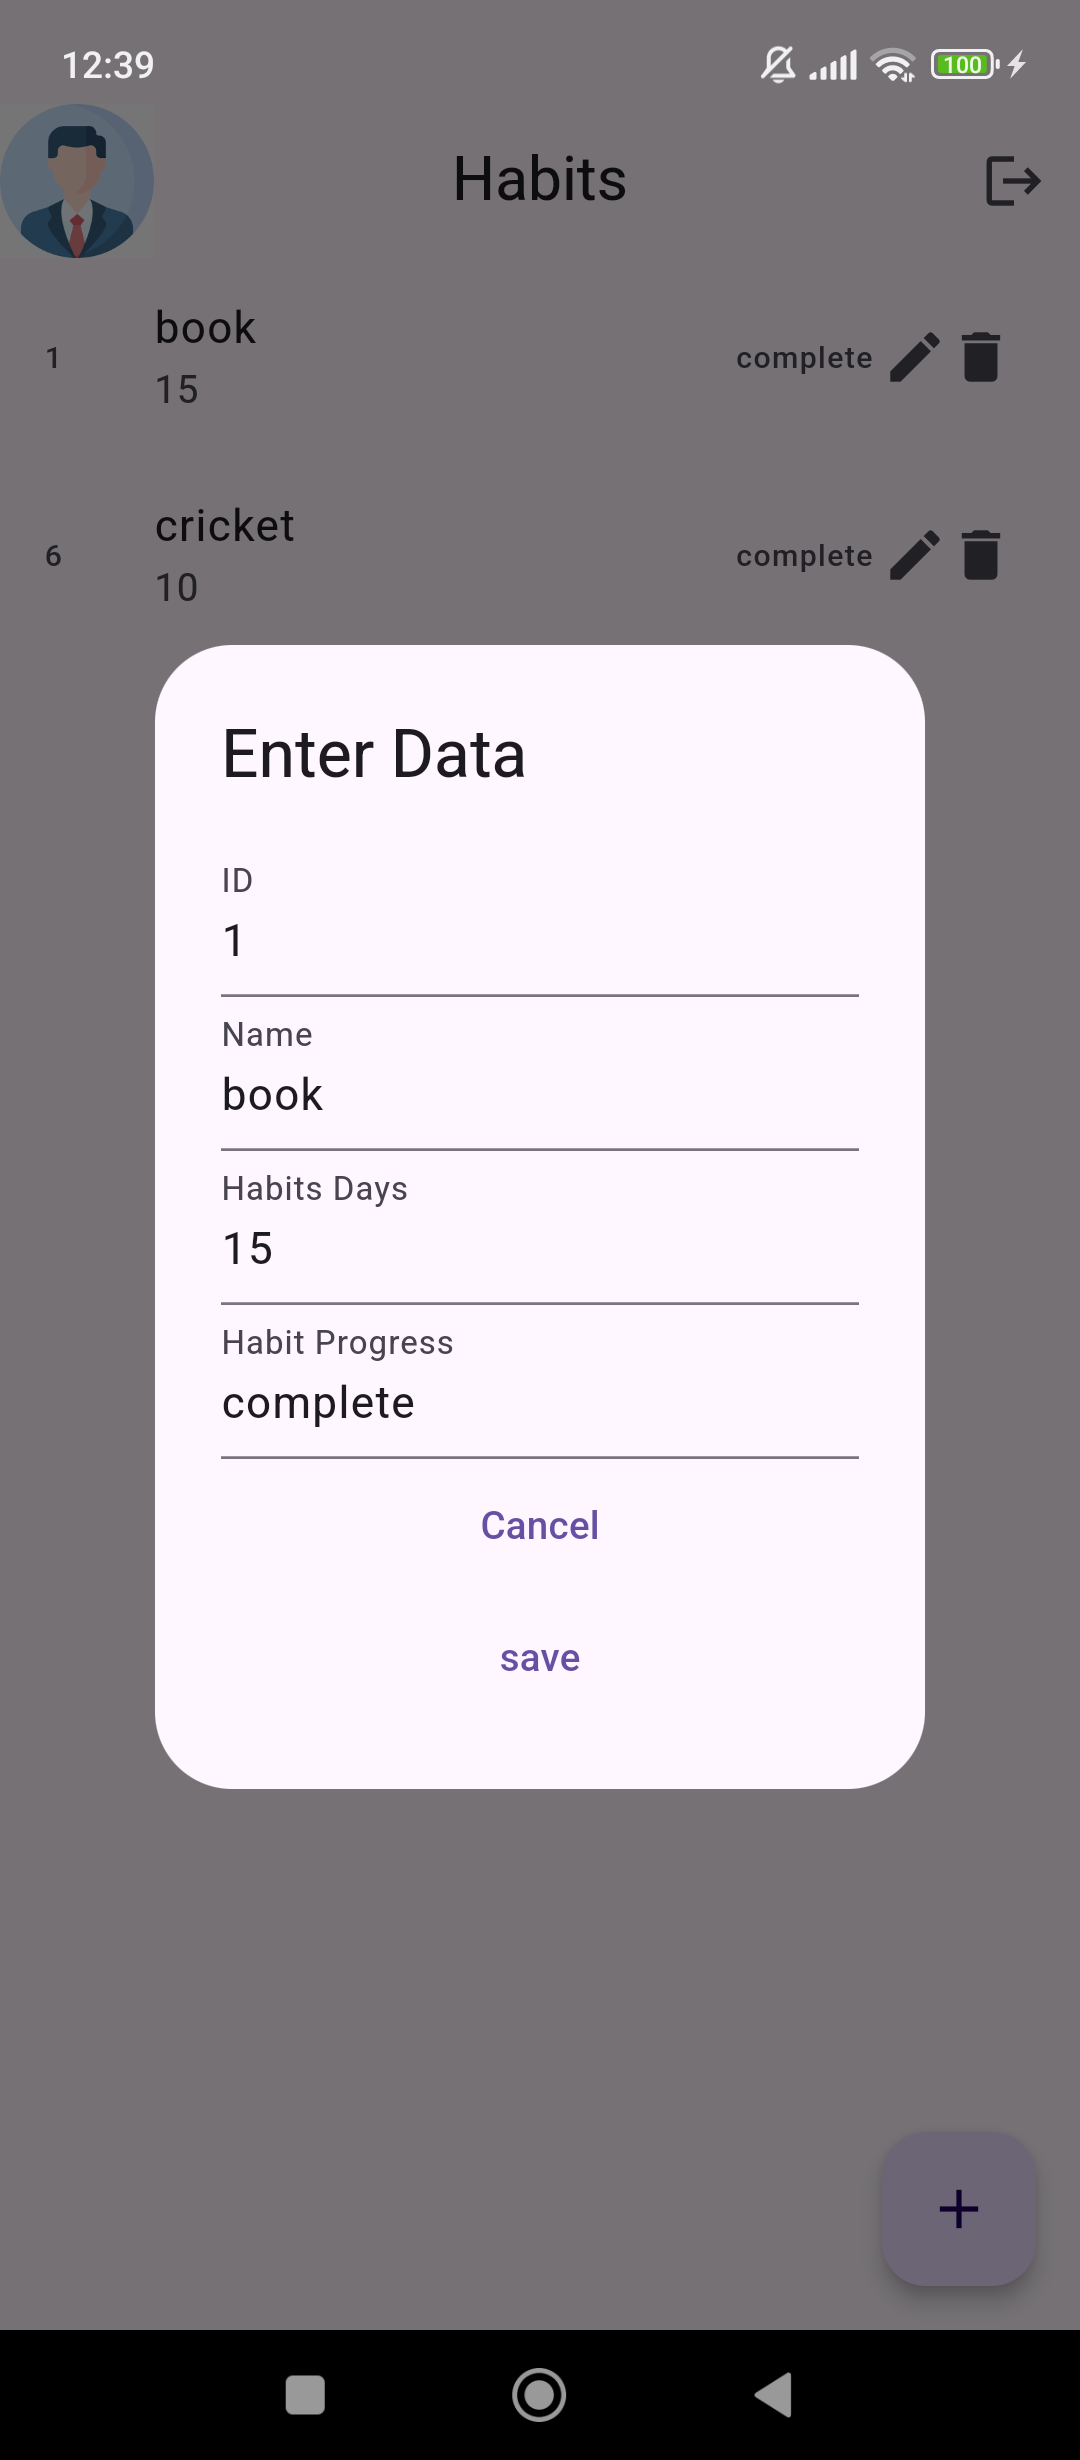 12:39
100
Habits
1
book
15
complete
6
cricket
10
complete
Enter Data
ID
1
Name
book
Habits Days
15
Habit Progress
complete
Cancel
save